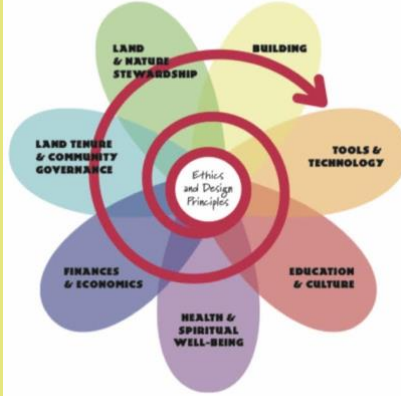 LAND
& NATURE
STEWARDSHIP
BUILDING
TOOLS &
TECHNOLOGY
EDUCATION
& CULTURE
HEALTH &
SPIRITUAL
WELL-BEING
FINANCES
& ECONOMICS
LAND TENURE
& COMMUNITY
GOVERNANCE
Ethics
and Design
Principles